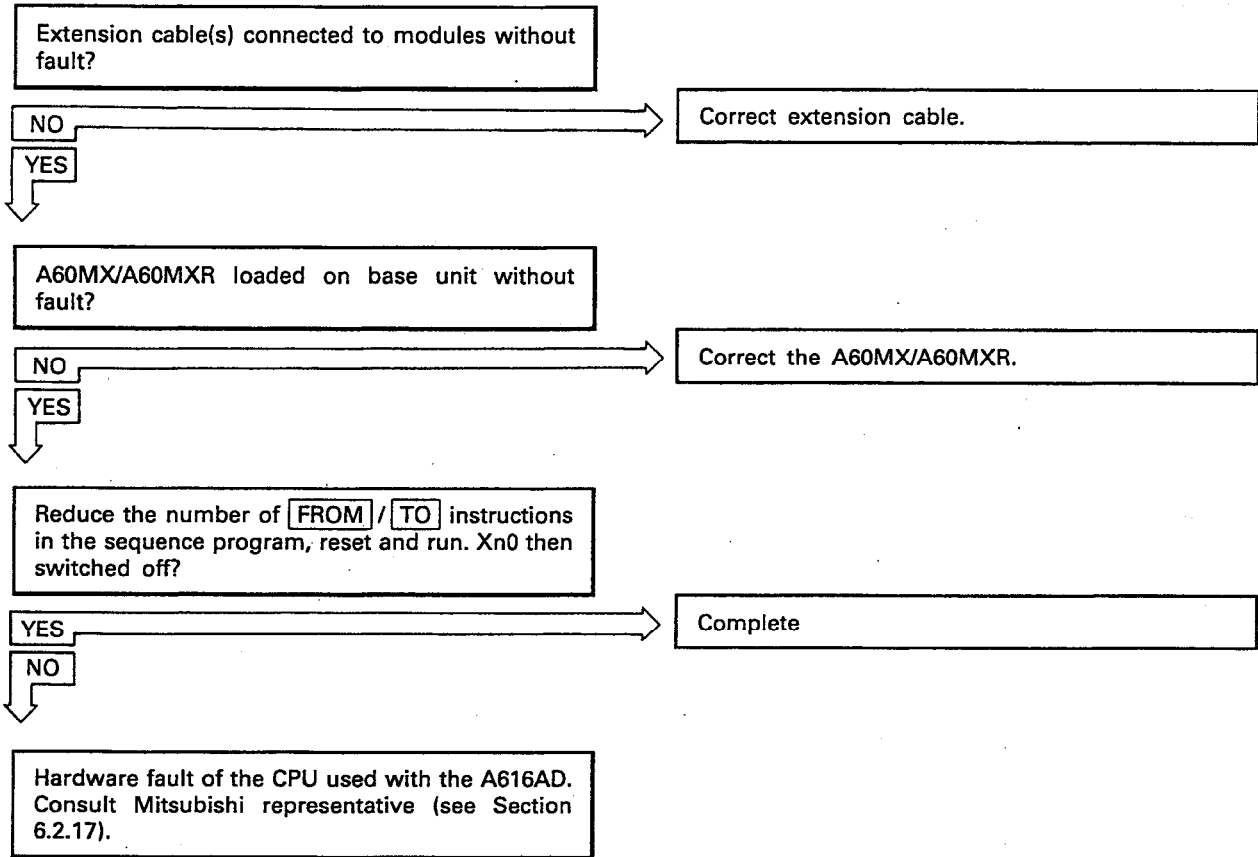 Extension cable(s) connected to modules without
fault?
NO
Correct extension cable.
YES
A60MX/A60MXR loaded on base unit without
fault?
NO
Correct the A60MX/A60MXR.
YES
Reduce the number of FROM / TO instructions
in the sequence program, reset and run. Xn0 then
switched off?
YES
Complete
NO
Hardware fault of the CPU used with the A616AD.
Consult Mitsubishi representative (see Section
6.2.17).